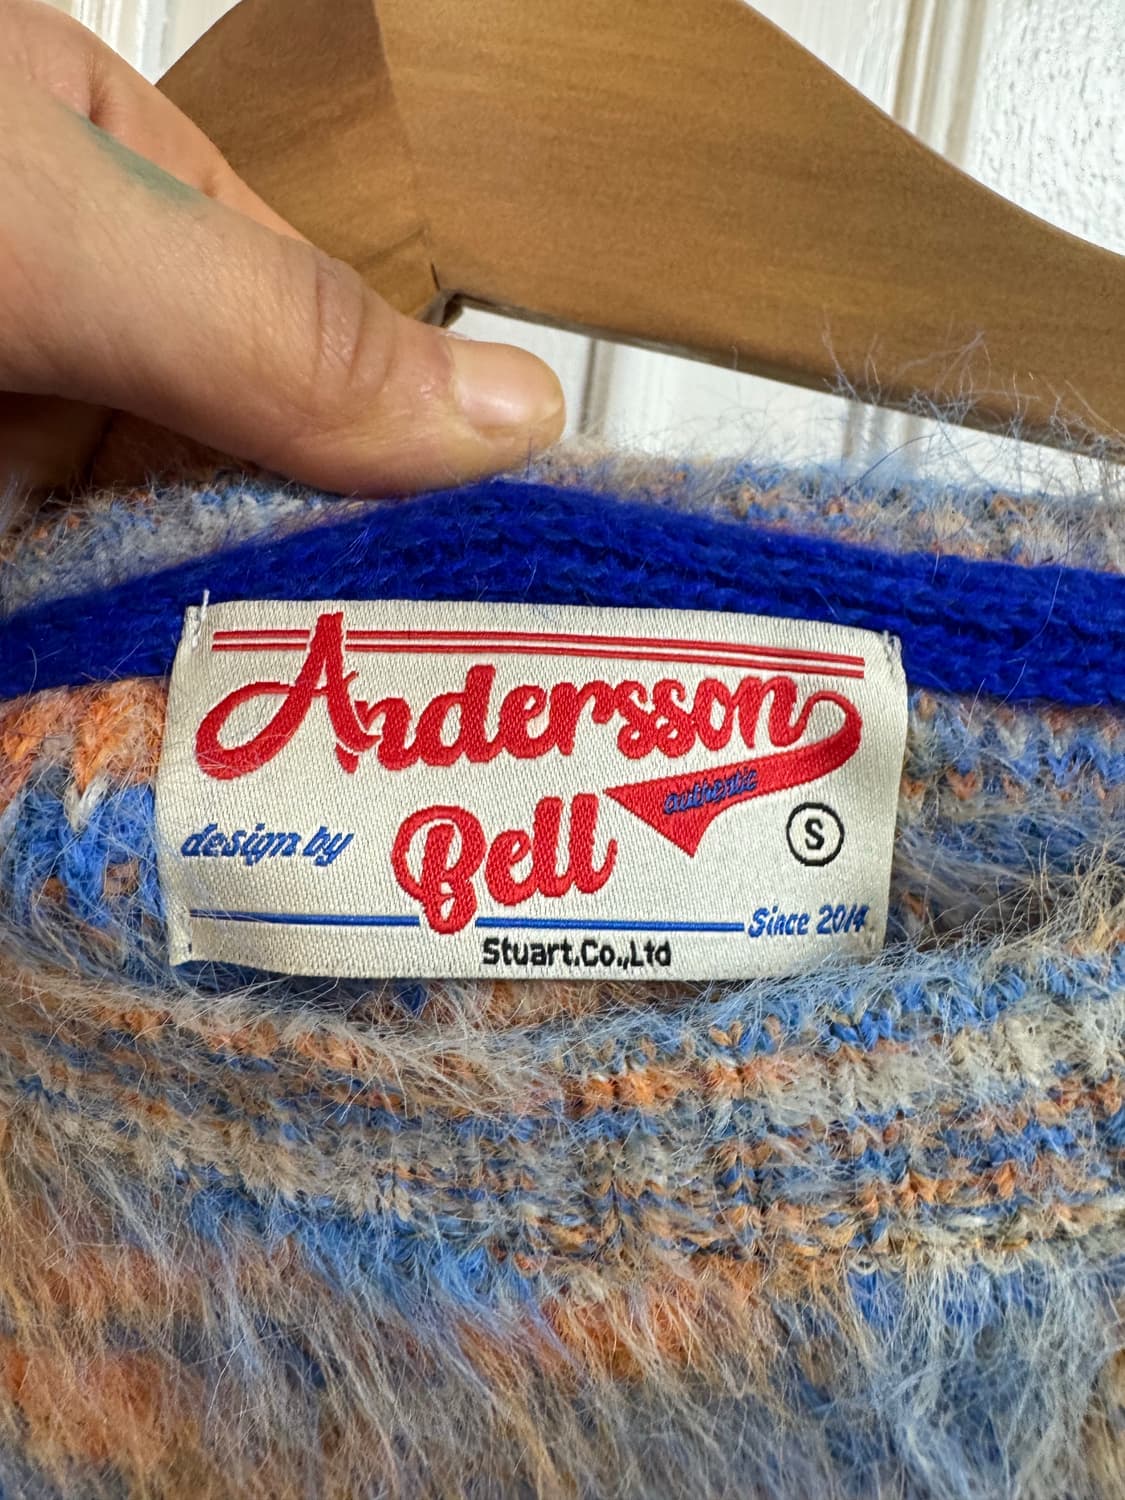 Andersson
authentic
design by Bell
S
Since 2014
Stuart.Co.,Ltd